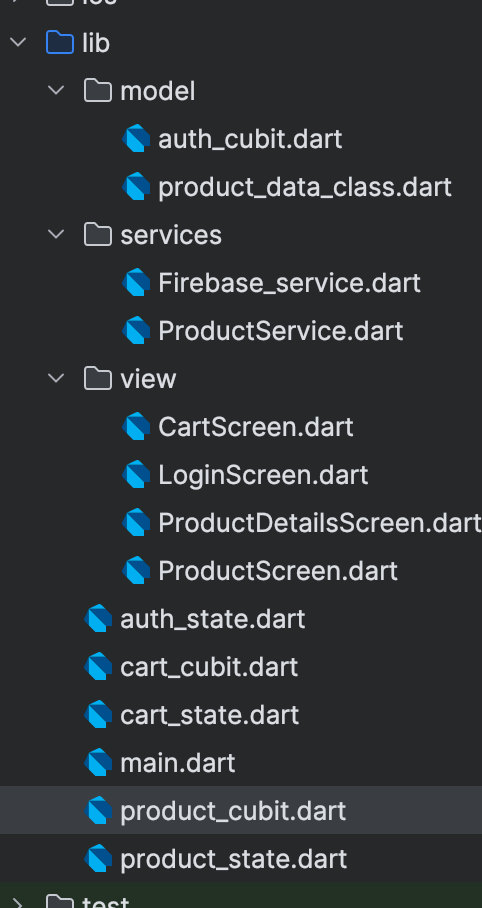 ios
lib
model
auth_cubit.dart
product_data_class.dart
services
Firebase_service.dart
ProductService.dart
view
CartScreen.dart
LoginScreen.dart
ProductDetailsScreen.dart
ProductScreen.dart
auth_state.dart
cart_cubit.dart
cart_state.dart
main.dart
product_cubit.dart
product_state.dart
test